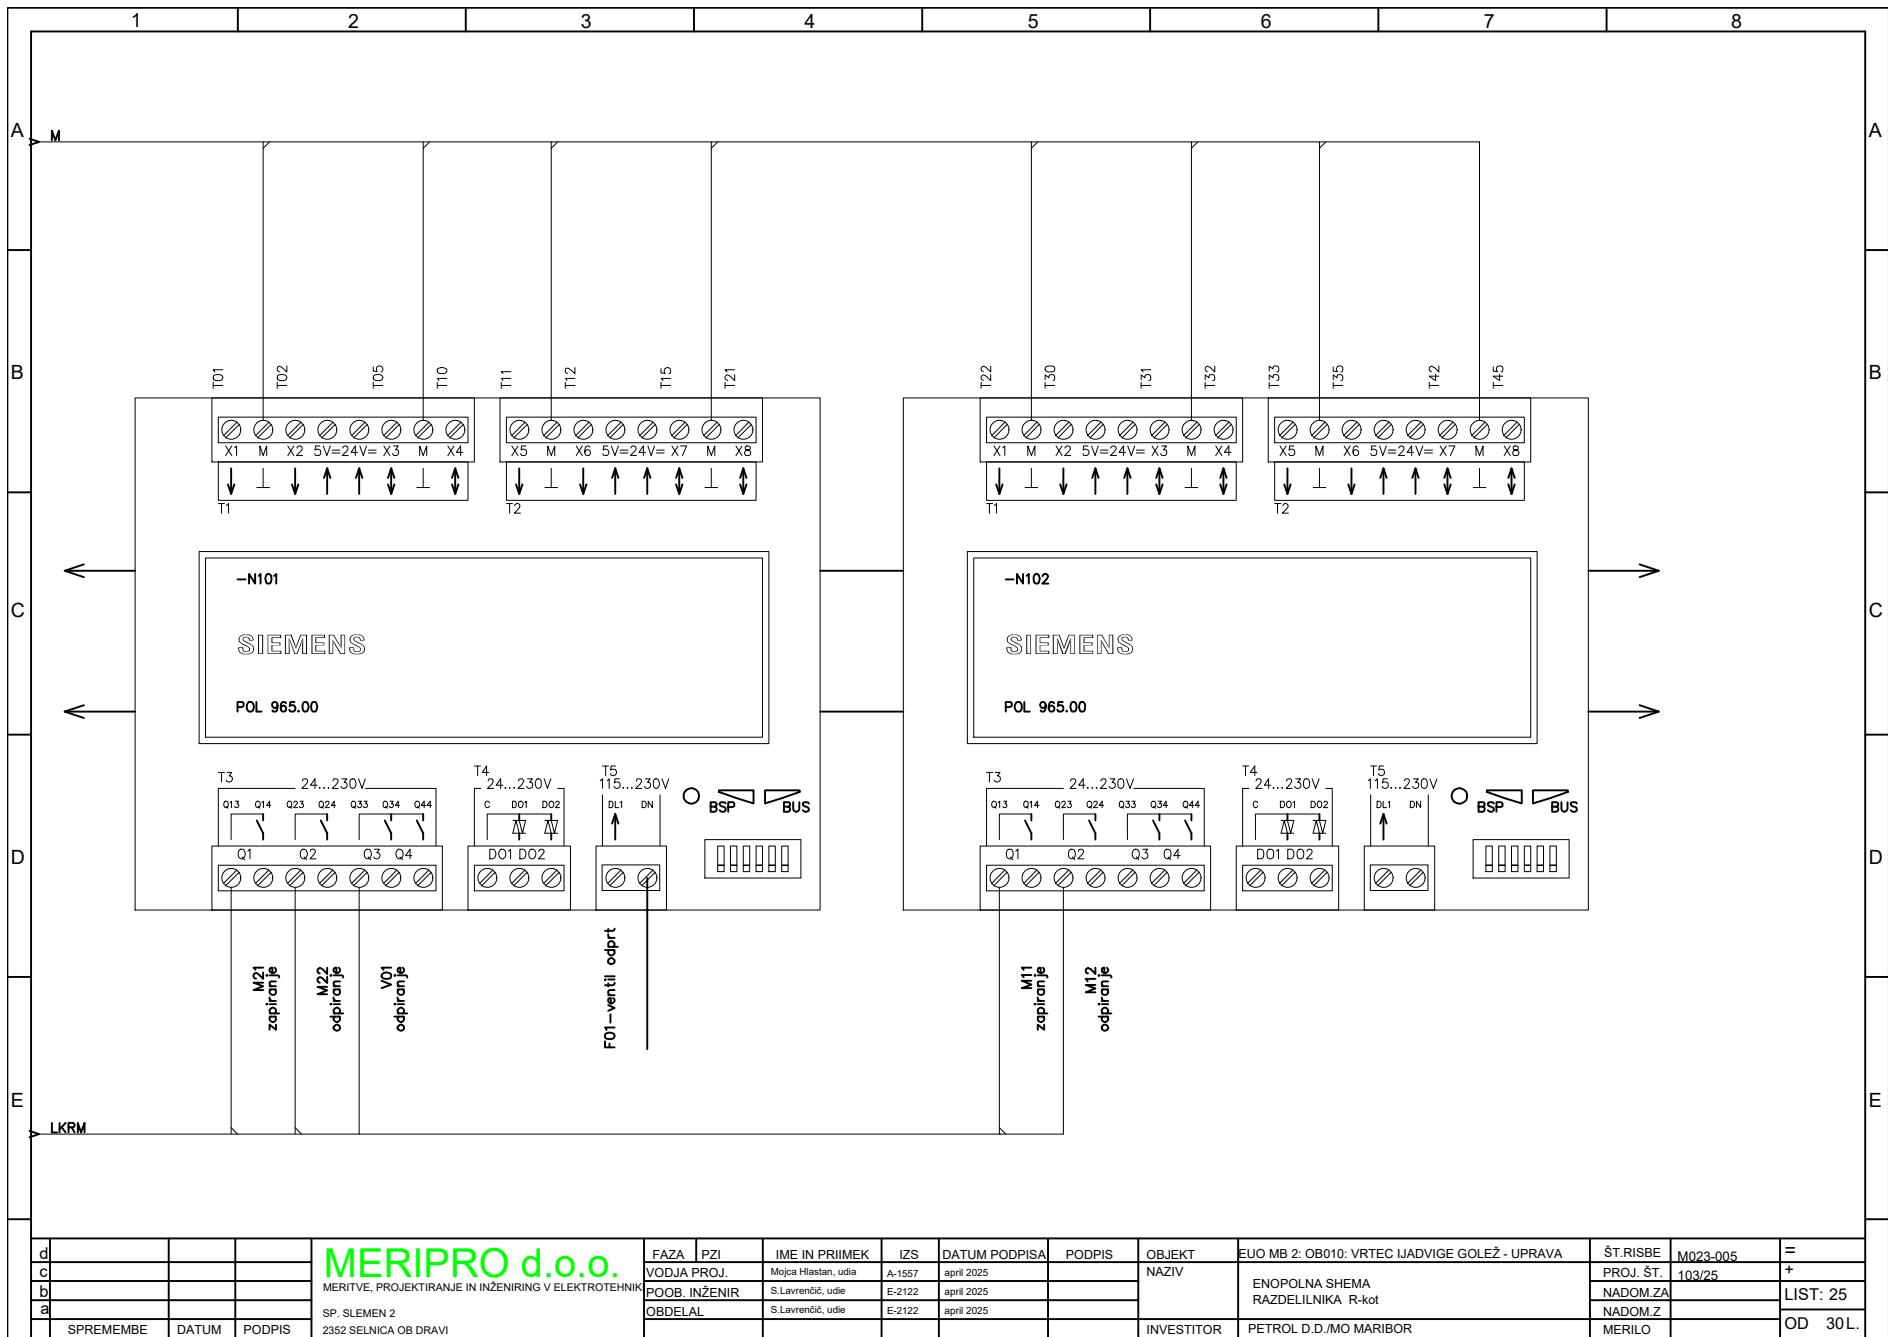 1 2 3 4 5 6 7 8
A M A
B B
T01 T02 T05 T10 T11 T12 T15 T21 T22 T30 T31 T32 T33 T35 T42 T45
X1 M X2 5V=24V= X3 M X4 X5 M X6 5V=24V= X7 M X8 X1 M X2 5V=24V= X3 M X4 X5 M X6 5V=24V= X7 M X8
T1 T2 T1 T2
-N101 -N102
C C
SIEMENS SIEMENS
POL 965.00 POL 965.00
T3 24...230V T4 24...230V T5 115...230V T3 24...230V T4 24...230V T5 115...230V
Q13 Q14 Q23 Q24 Q33 Q34 Q44 C DO1 DO2 DL1 DN BSP BUS Q13 Q14 Q23 Q24 Q33 Q34 Q44 C DO1 DO2 DL1 DN BSP BUS
D Q1 Q2 Q3 Q4 DO1 DO2 Q1 Q2 Q3 Q4 DO1 DO2 D
M21 zapiranje
M22 odpiranje
V01 odpiranje
F01-ventil odprt
M11 zapiranje
M12 odpiranje
E E
LKRM
d
c
b
a
SPREMEMBE DATUM PODPIS
MERIPRO d.o.o.
MERITVE, PROJEKTIRANJE IN INŽENIRING V ELEKTROTEHNIK
SP. SLEMEN 2
2352 SELNICA OB DRAVI
FAZA PZI IME IN PRIIMEK IZS DATUM PODPISA PODPIS
VODJA PROJ. Mojca Hlastan, udia A-1557 april 2025
POOB. INŽENIR S.Lavrenčič, udie E-2122 april 2025
OBDELAL S.Lavrenčič, udie E-2122 april 2025
OBJEKT EUO MB 2: OB010: VRTEC IJADVIGE GOLEŽ - UPRAVA
NAZIV ENOPOLNA SHEMA
RAZDELILNIKA R-kot
INVESTITOR PETROL D.D./MO MARIBOR
ŠT.RISBE M023-005 =
PROJ. ŠT. 103/25 +
NADOM.ZA LIST: 25
NADOM.Z
MERILO OD 30L.